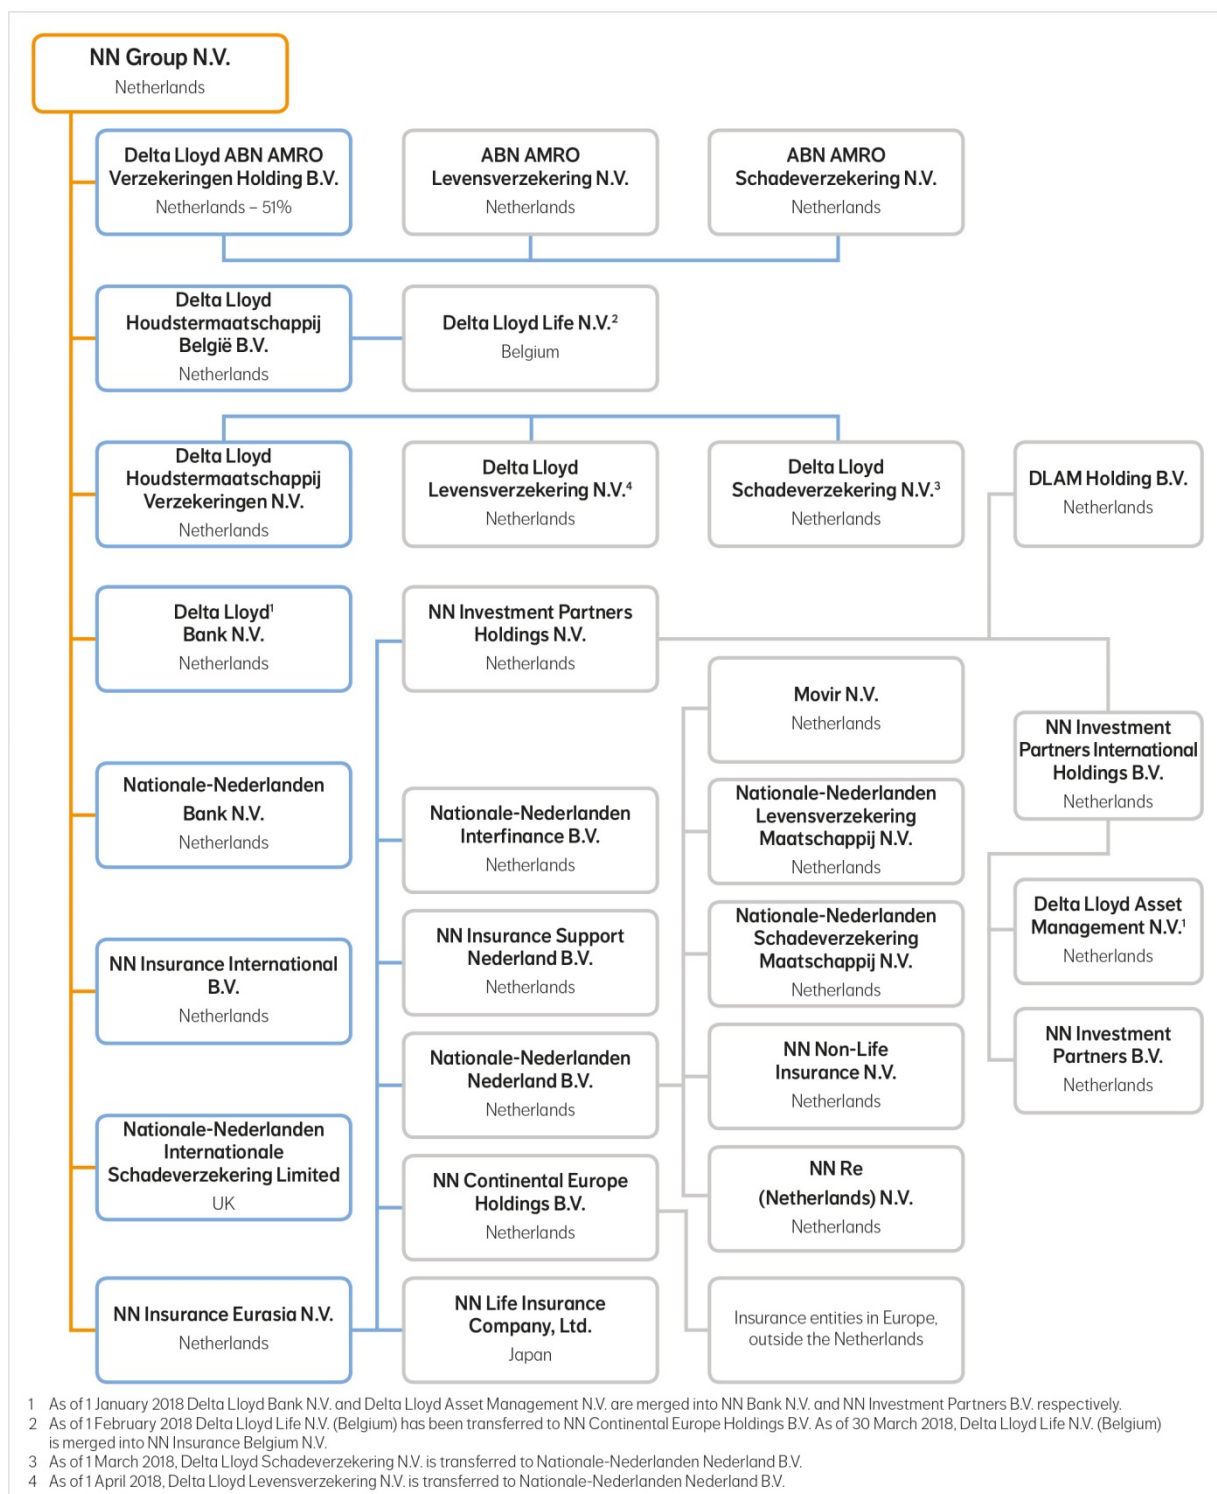 NN Group N.V.
Netherlands
Delta Lloyd ABN AMRO
Verzekeringen Holding B.V.
Netherlands – 51%
ABN AMRO
Levensverzekering N.V.
Netherlands
ABN AMRO
Schadeverzekering N.V.
Netherlands
Delta Lloyd
Houdstermaatschappij
België B.V.
Netherlands
Delta Lloyd Life N.V.²
Belgium
Delta Lloyd
Houdstermaatschappij
Verzekeringen N.V.
Netherlands
Delta Lloyd
Levensverzekering N.V.⁴
Netherlands
Delta Lloyd
Schadeverzekering N.V.³
Netherlands
DLAM Holding B.V.
Netherlands
Delta Lloyd¹
Bank N.V.
Netherlands
NN Investment Partners
Holdings N.V.
Netherlands
Movir N.V.
Netherlands
NN Investment
Partners International
Holdings B.V.
Netherlands
Nationale-Nederlanden
Bank N.V.
Netherlands
Nationale-Nederlanden
Interfinance B.V.
Netherlands
Nationale-Nederlanden
Levensverzekering
Maatschappij N.V.
Netherlands
Delta Lloyd Asset
Management N.V.¹
Netherlands
NN Insurance International
B.V.
Netherlands
NN Insurance Support
Nederland B.V.
Netherlands
Nationale-Nederlanden
Schadeverzekering
Maatschappij N.V.
Netherlands
NN Investment
Partners B.V.
Netherlands
Nationale-Nederlanden
Nederland B.V.
Netherlands
NN Non-Life
Insurance N.V.
Netherlands
Nationale-Nederlanden
Internationale
Schadeverzekering Limited
UK
NN Continental Europe
Holdings B.V.
Netherlands
NN Re
(Netherlands) N.V.
Netherlands
NN Insurance Eurasia N.V.
Netherlands
NN Life Insurance
Company, Ltd.
Japan
Insurance entities in Europe,
outside the Netherlands
1 As of 1 January 2018 Delta Lloyd Bank N.V. and Delta Lloyd Asset Management N.V. are merged into NN Bank N.V. and NN Investment Partners B.V. respectively.
2 As of 1 February 2018 Delta Lloyd Life N.V. (Belgium) has been transferred to NN Continental Europe Holdings B.V. As of 30 March 2018, Delta Lloyd Life N.V. (Belgium)
is merged into NN Insurance Belgium N.V.
3 As of 1 March 2018, Delta Lloyd Schadeverzekering N.V. is transferred to Nationale-Nederlanden Nederland B.V.
4 As of 1 April 2018, Delta Lloyd Levensverzekering N.V. is transferred to Nationale-Nederlanden Nederland B.V.